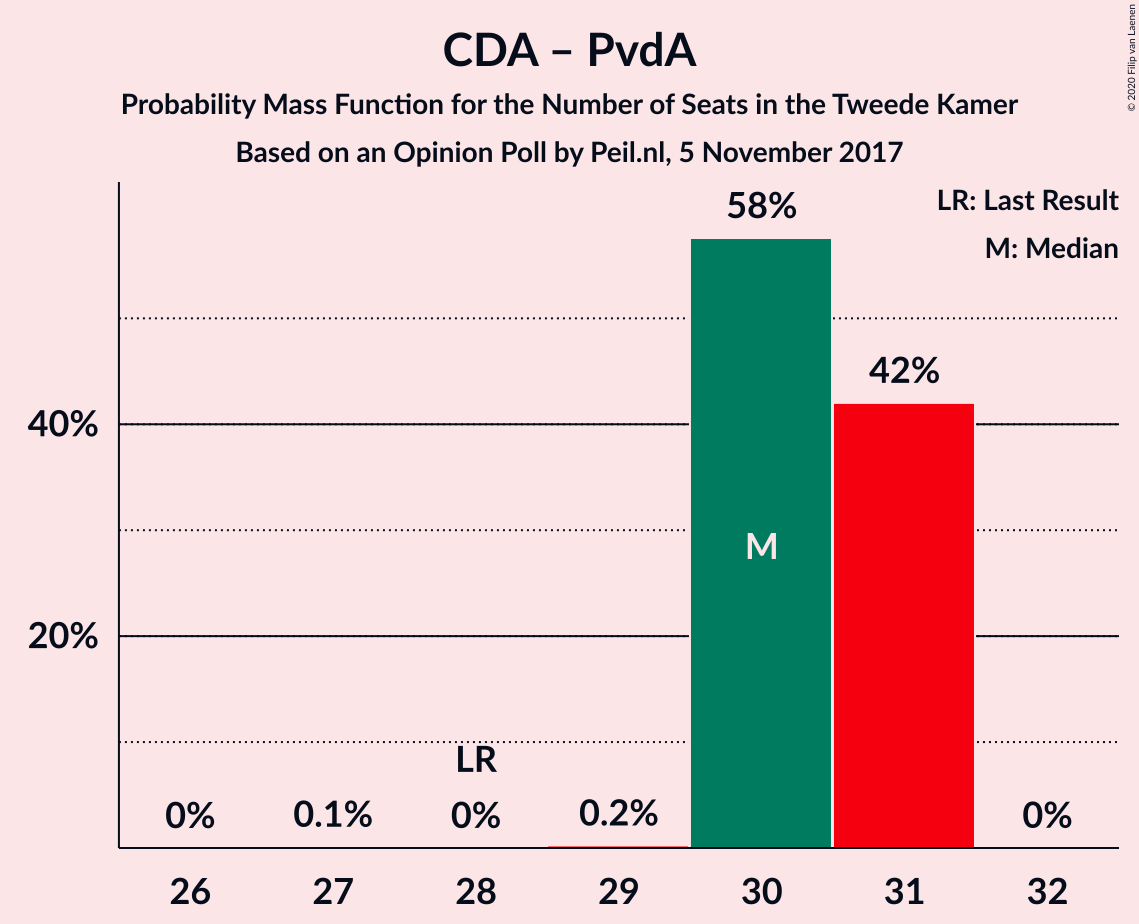 CDA – PvdA
Probability Mass Function for the Number of Seats in the Tweede Kamer
Based on an Opinion Poll by Peil.nl, 5 November 2017
© 2020 Filip van Laenen
LR: Last Result
M: Median
58%
42%
40%
M
20%
LR
0%
0.1%
0%
0.2%
0%
26
27
28
29
30
31
32